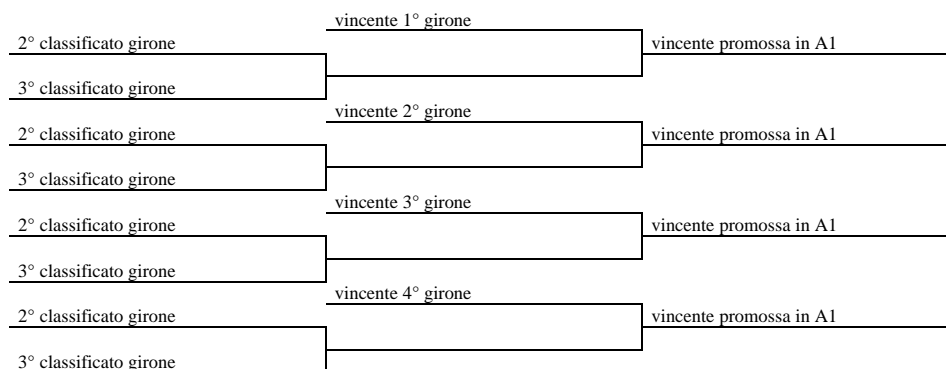 vincente 1° girone
2° classificato girone
vincente promossa in A1
3° classificato girone
vincente 2° girone
2° classificato girone
vincente promossa in A1
3° classificato girone
vincente 3° girone
2° classificato girone
vincente promossa in A1
3° classificato girone
vincente 4° girone
2° classificato girone
vincente promossa in A1
3° classificato girone